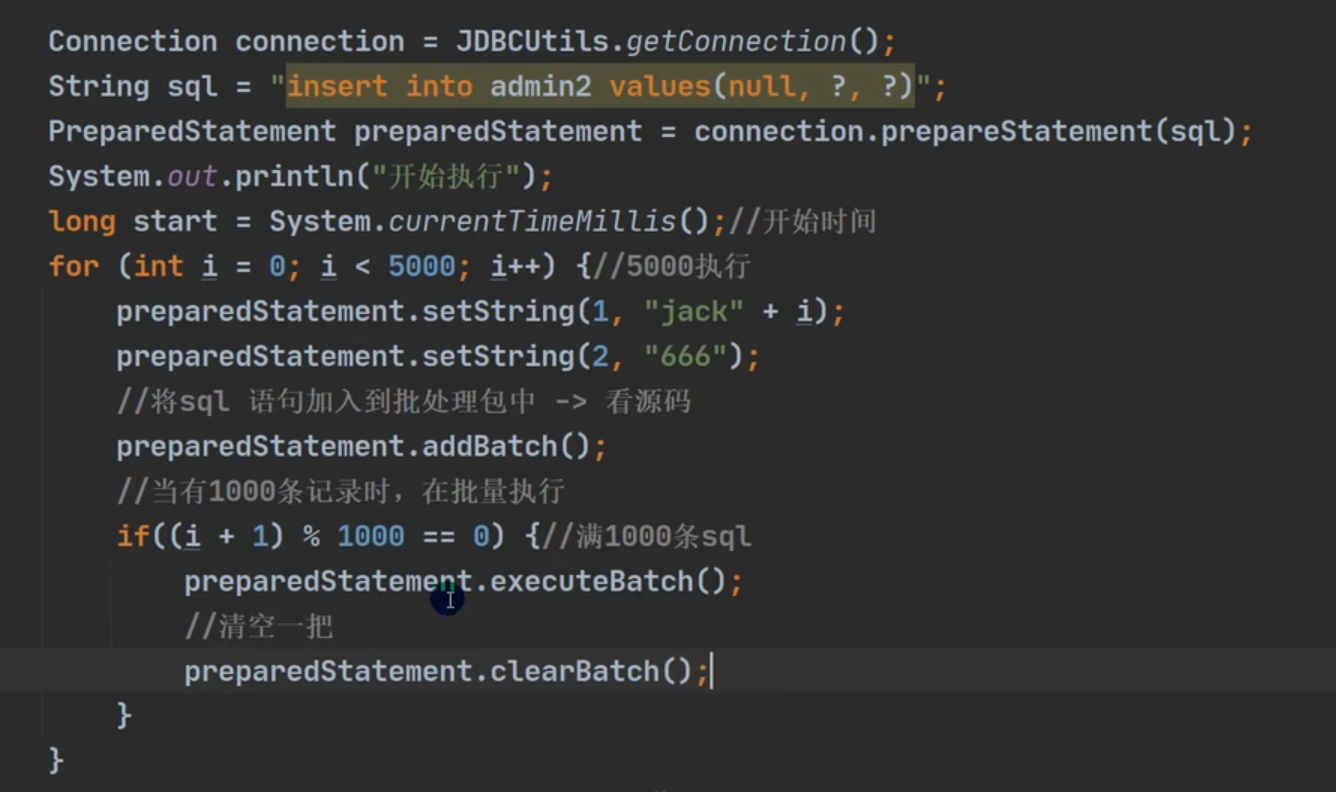 Connection connection = JDBCUtils.getConnection();
String sql = "insert into admin2 values(null, ?, ?)";
PreparedStatement preparedStatement = connection.prepareStatement(sql);
System.out.println("开始执行");
long start = System.currentTimeMillis();//开始时间
for (int i = 0; i < 5000; i++) {//5000执行
    preparedStatement.setString(1, "jack" + i);
    preparedStatement.setString(2, "666");
    //将sql 语句加入到批处理包中 -> 看源码
    preparedStatement.addBatch();
    //当有1000条记录时，在批量执行
    if((i + 1) % 1000 == 0) {//满1000条sql
        preparedStatement.executeBatch();
        //清空一把
        preparedStatement.clearBatch();
    }
}